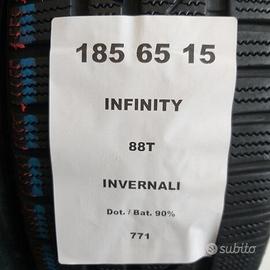 185 65 15
INFINITY
88T
INVERNALI
Dot. / Bat. 90%
771
subito